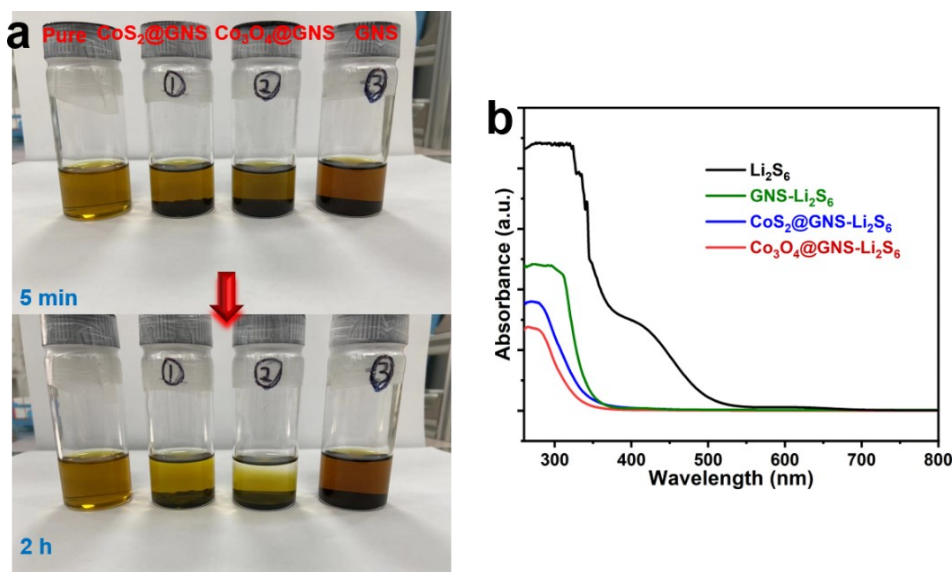 a
Pure CoS₂@GNS Co₃O₄@GNS GNS
① ② ③
5 min
① ② ③
2 h
b
Li₂S₆
GNS-Li₂S₆
CoS₂@GNS-Li₂S₆
Co₃O₄@GNS-Li₂S₆
Absorbance (a.u.)
300 400 500 600 700 800
Wavelength (nm)